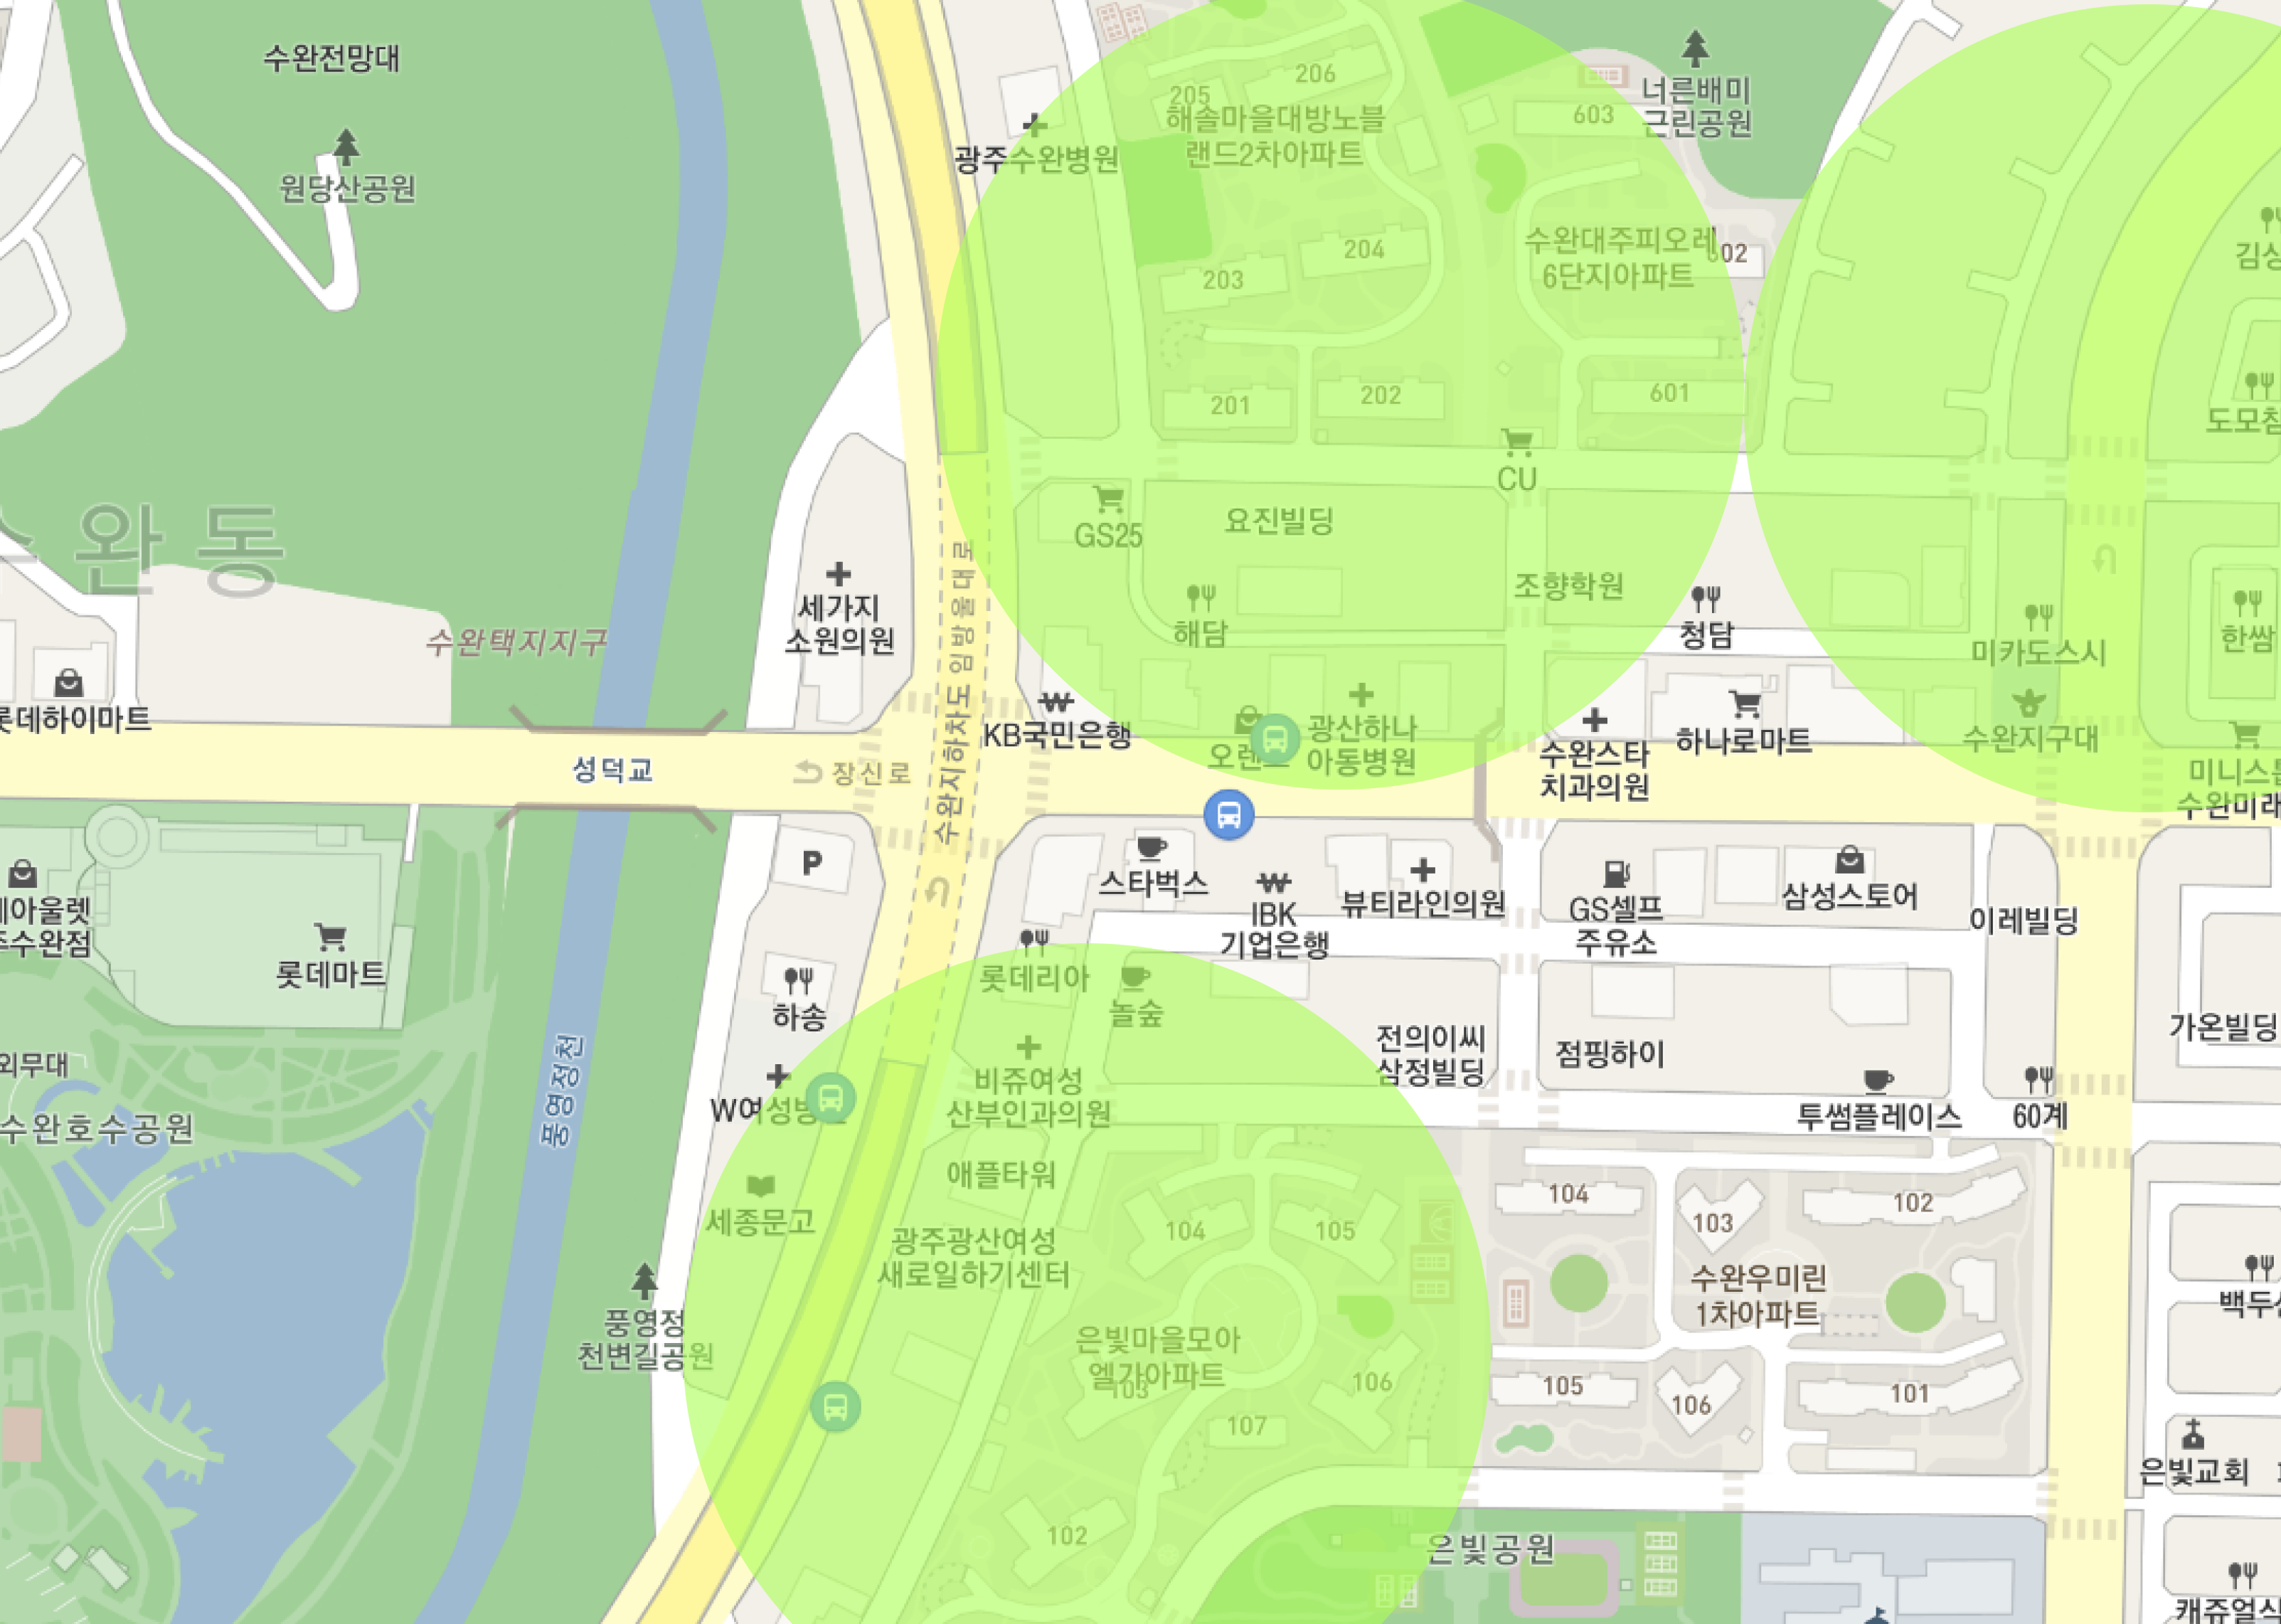 수완전망대
원당산공원
205
206
해솔마을대방노블
랜드2차아파트
603
너른배미
근린공원
광주수완병원
204
203
수완대주피오레
6단지아파트
602
201
202
601
CU
GS25
요진빌딩
조향학원
해담
청담
완동
수완택지지구
세가지
소원의원
수완지하차도 임방울대로
롯데하이마트
성덕교
장신로
KB국민은행
오렌즈
광산하나
아동병원
수완스타
치과의원
하나로마트
미카도스시
수완지구대
한쌈
P
스타벅스
IBK
기업은행
뷰티라인의원
GS셀프
주유소
삼성스토어
이레빌딩
롯데마트
하송
롯데리아
놀숲
전의이씨
삼정빌딩
점핑하이
가온빌딩
비쥬여성
산부인과의원
투썸플레이스
60계
수완호수공원
풍영정천
애플타워
세종문고
광주광산여성
새로일하기센터
104
105
104
103
102
수완우미린
1차아파트
풍영정
천변길공원
은빛마을모아
엘가아파트
103
106
107
102
105
106
101
은빛교회
은빛공원